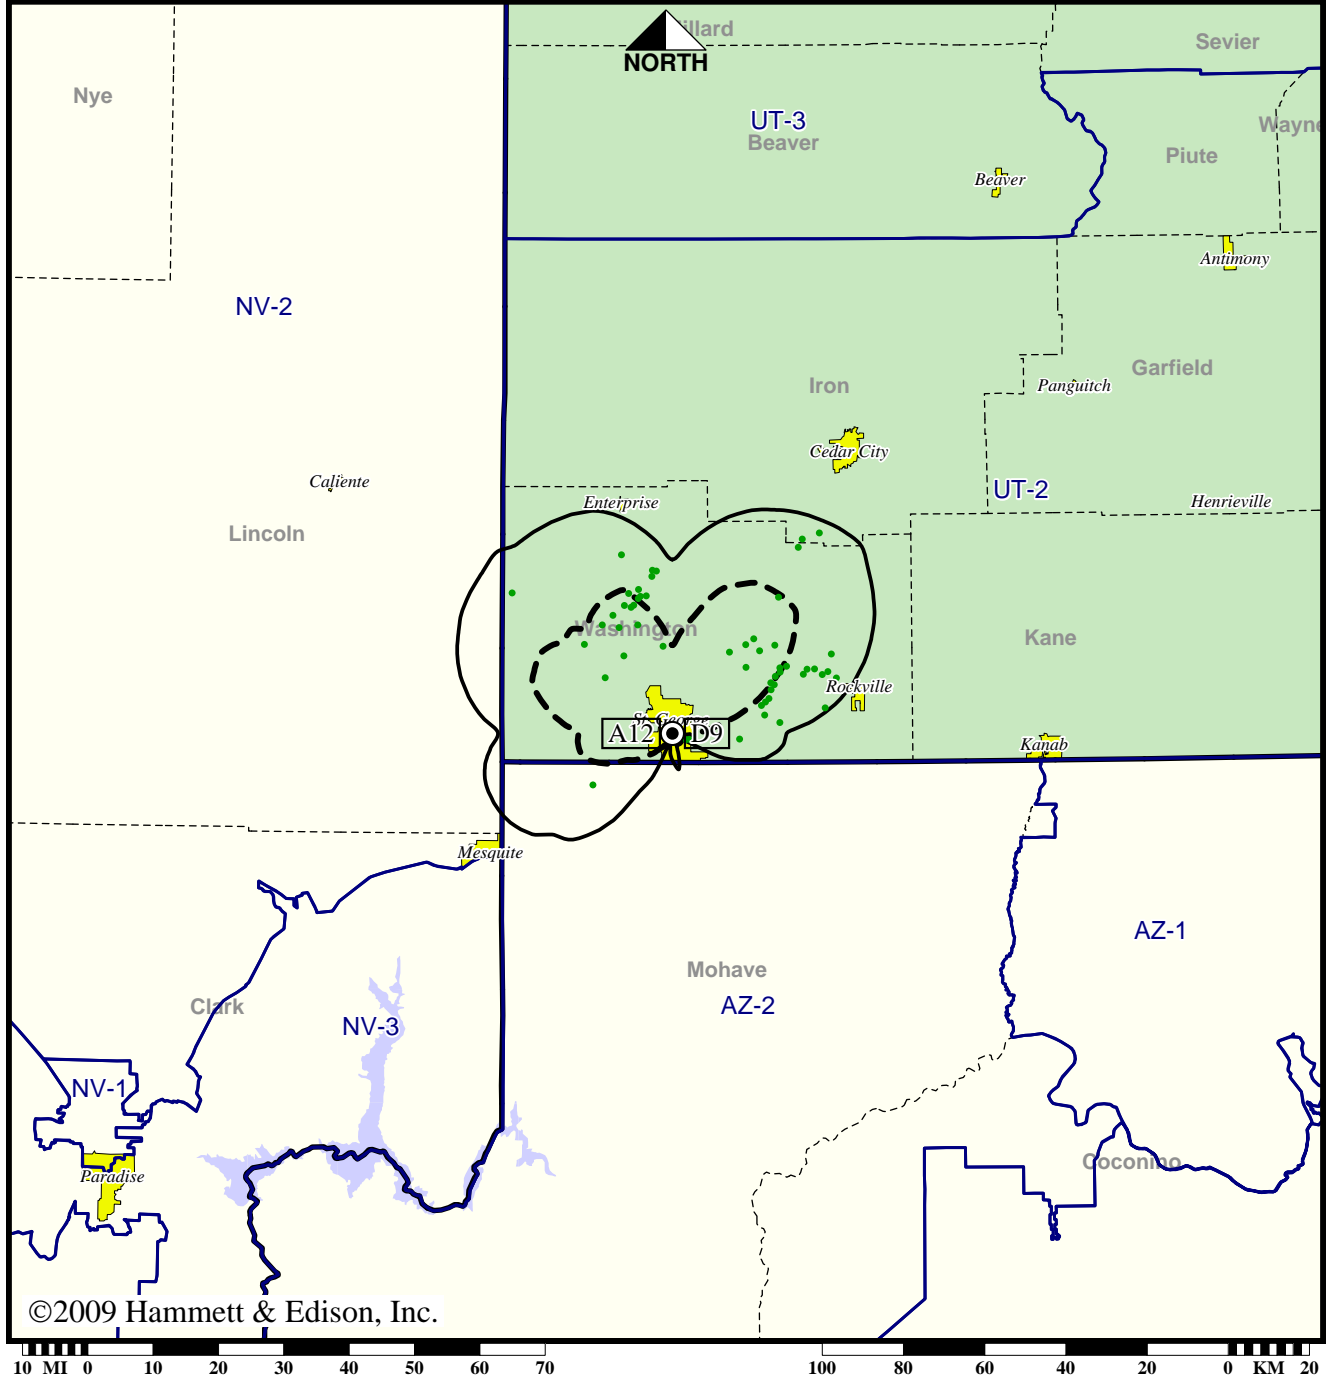 illard
Sevier
NORTH
Nye
UT-3
Beaver
Wayne
Piute
Beaver
Antimony
NV-2
Iron
Garfield
Panguitch
Cedar City
Caliente
UT-2
Enterprise
Henrieville
Lincoln
Washington
Kane
Rockville
St. George
A12 D9
Kanab
Mesquite
AZ-1
Mohave
AZ-2
Clark
NV-3
NV-1
Coconino
Paradise
©2009 Hammett & Edison, Inc.
10 MI 0 10 20 30 40 50 60 70 100 80 60 40 20 0 KM 20